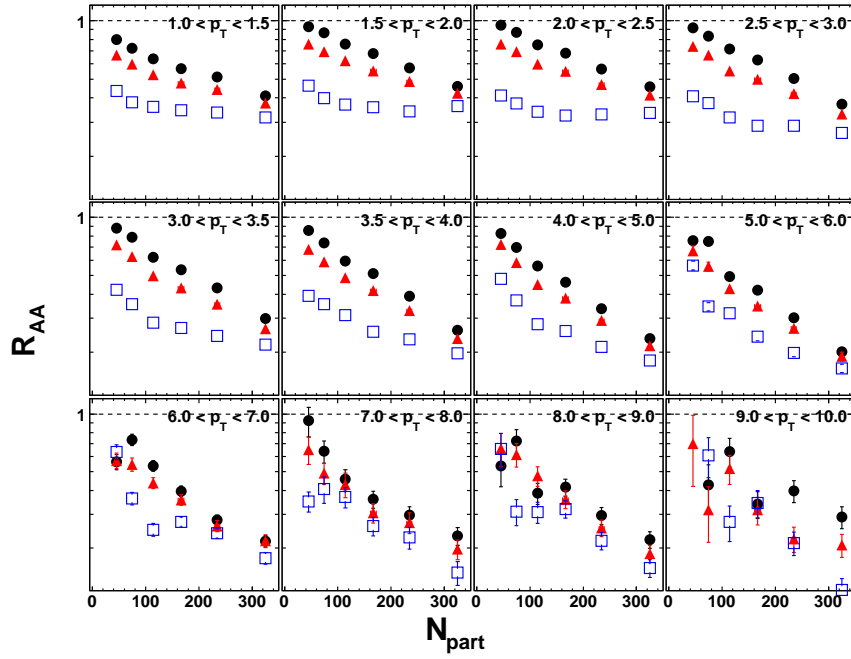 1
1.0 < p_T < 1.5
1.5 < p_T < 2.0
2.0 < p_T < 2.5
2.5 < p_T < 3.0
1
3.0 < p_T < 3.5
3.5 < p_T < 4.0
4.0 < p_T < 5.0
5.0 < p_T < 6.0
R_AA
1
6.0 < p_T < 7.0
7.0 < p_T < 8.0
8.0 < p_T < 9.0
9.0 < p_T < 10.0
0 100 200 300 0 100 200 300 0 100 200 300 0 100 200 300
N_part